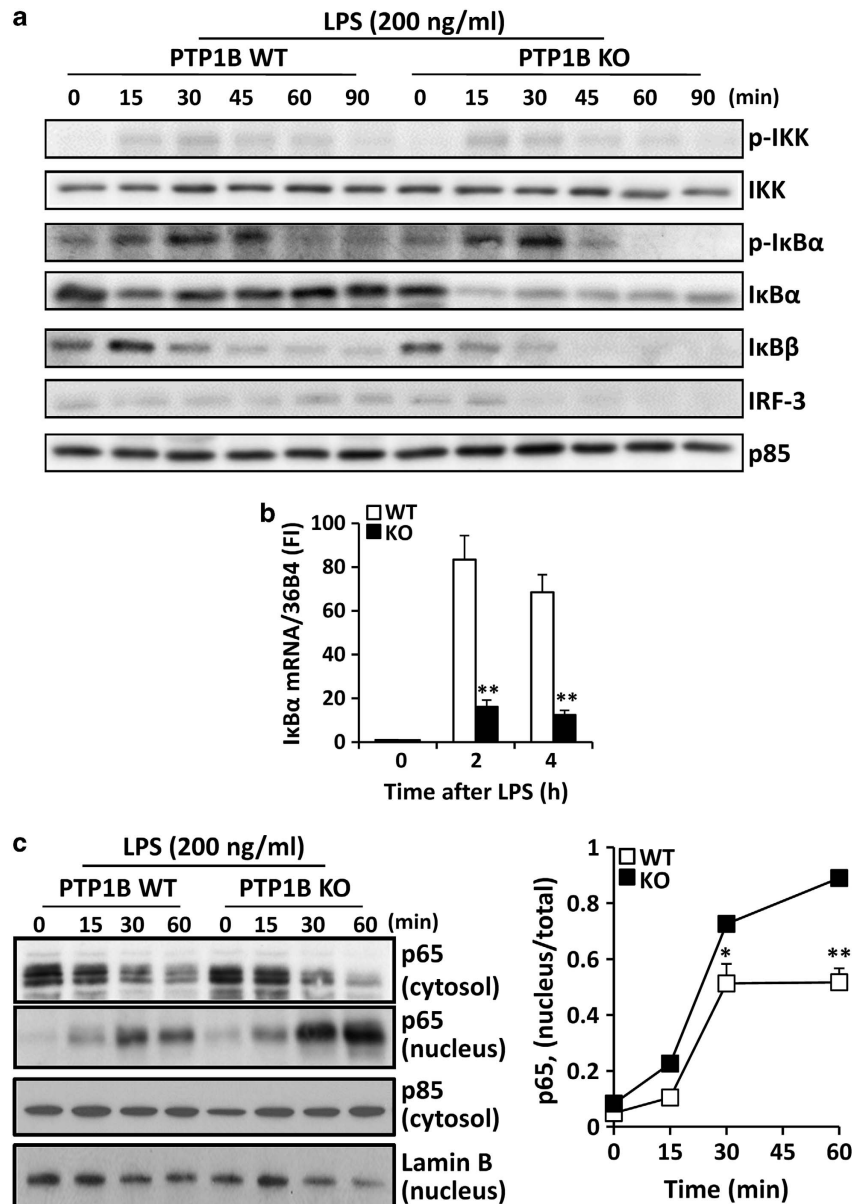 a
LPS (200 ng/ml)
PTP1B WT PTP1B KO
0 15 30 45 60 90 0 15 30 45 60 90 (min)
p-IKK
IKK
p-IκBα
IκBα
IκBβ
IRF-3
p85
b
WT
KO
IκBα mRNA/36B4 (FI)
100
80
60
40
20
0
** **
0 2 4
Time after LPS (h)
c
LPS (200 ng/ml)
PTP1B WT PTP1B KO
0 15 30 60 0 15 30 60 (min)
p65
(cytosol)
p65
(nucleus)
p85
(cytosol)
Lamin B
(nucleus)
WT
KO
p65, (nucleus/total)
1
0.8
0.6
0.4
0.2
0
* **
0 15 30 45 60
Time (min)